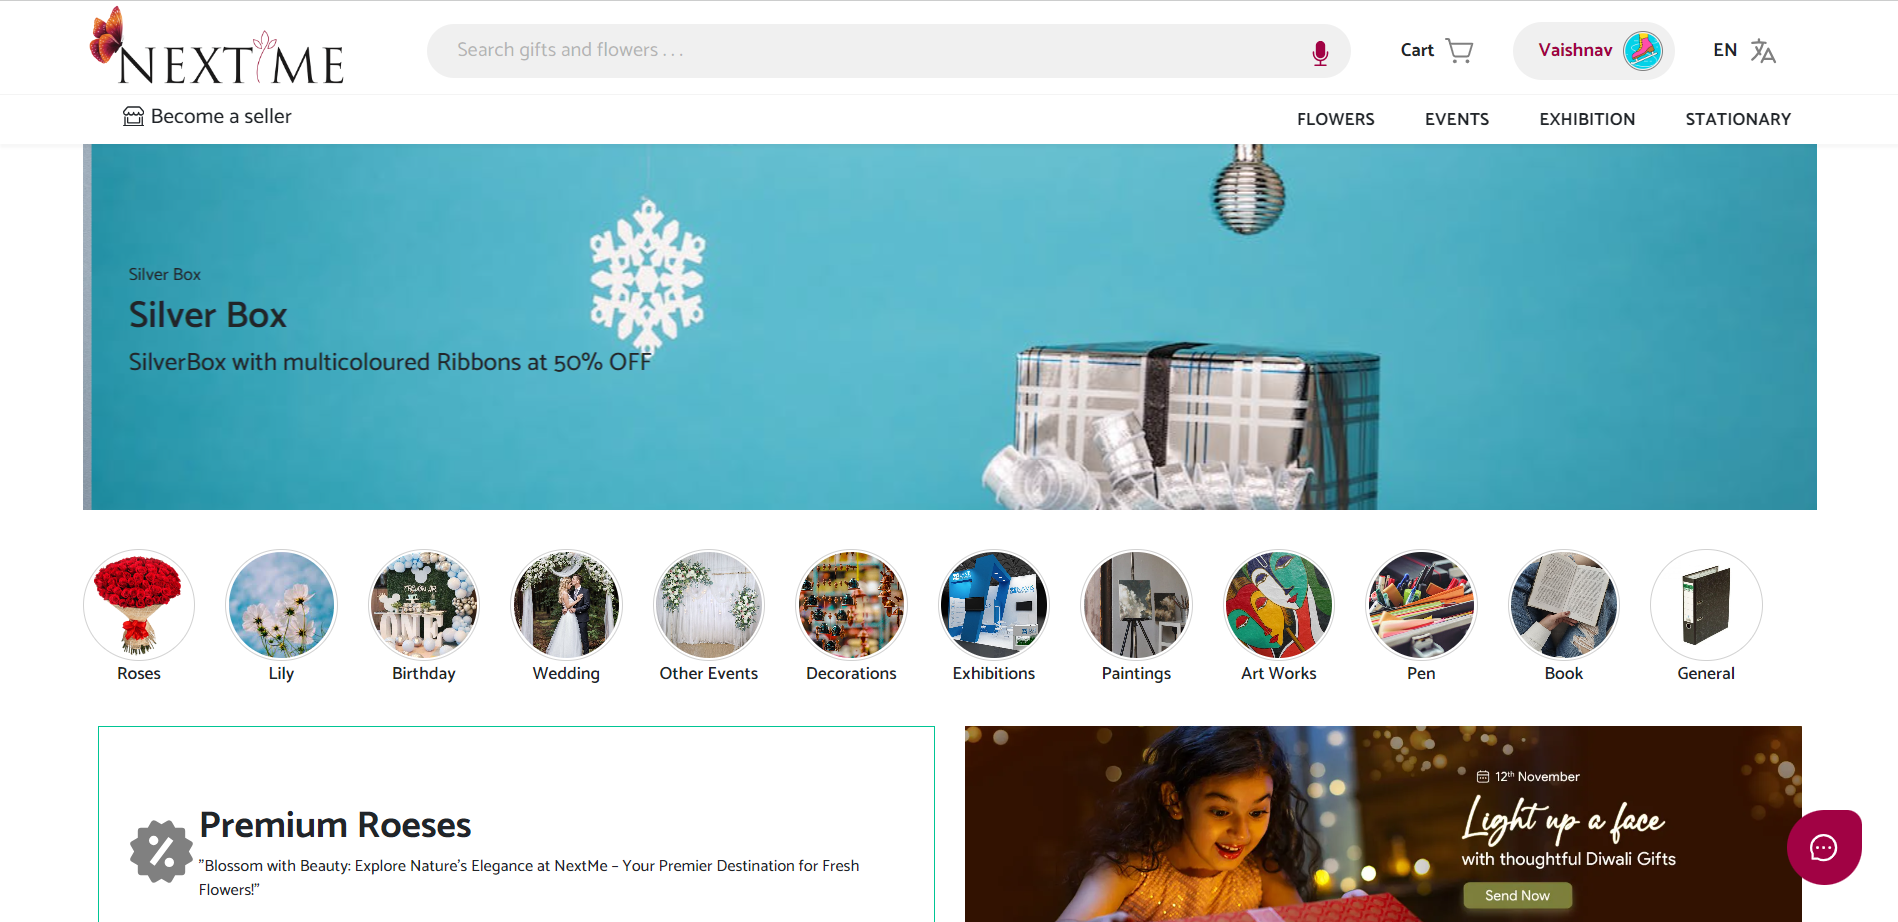 NEXTME
Search gifts and flowers . . .
Cart
Vaishnav
EN
Become a seller
FLOWERS
EVENTS
EXHIBITION
STATIONARY
Silver Box
Silver Box
SilverBox with multicoloured Ribbons at 50% OFF
Roses
Lily
Birthday
Wedding
Other Events
Decorations
Exhibitions
Paintings
Art Works
Pen
Book
General
Premium Roeses
"Blossom with Beauty: Explore Nature's Elegance at NextMe – Your Premier Destination for Fresh
Flowers!"
12th November
Light up a face
with thoughtful Diwali Gifts
Send Now
ONE